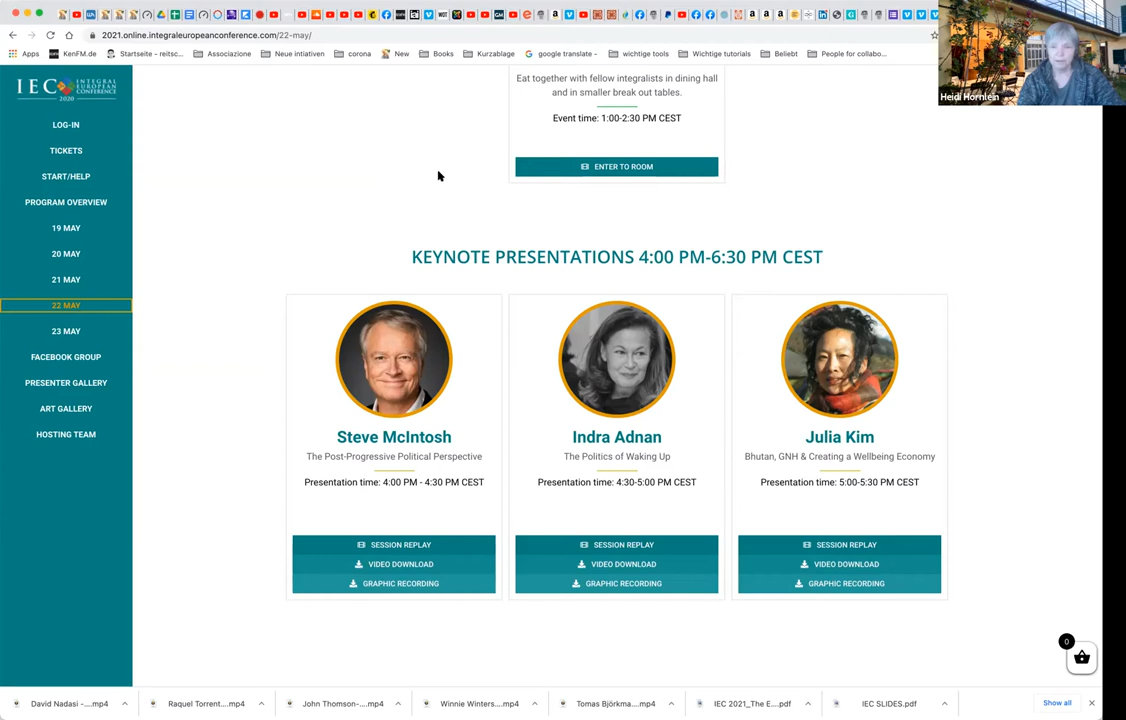 2021.online.integraleuropeanconference.com/22-may/
Apps
KenFM.de
Startseite - reitsc...
Associazione
Neue intiativen
corona
New
Books
Kurzablage
google translate -
wichtige tools
Wichtige tutorials
Beliebt
People for collabo...
Heidi Hornlein
IEC INTEGRAL EUROPEAN CONFERENCE
2020
LOG-IN
TICKETS
START/HELP
PROGRAM OVERVIEW
19 MAY
20 MAY
21 MAY
22 MAY
23 MAY
FACEBOOK GROUP
PRESENTER GALLERY
ART GALLERY
HOSTING TEAM
Eat together with fellow integralists in dining hall
and in smaller break out tables.
Event time: 1:00-2:30 PM CEST
ENTER TO ROOM
KEYNOTE PRESENTATIONS 4:00 PM-6:30 PM CEST
Steve McIntosh
The Post-Progressive Political Perspective
Presentation time: 4:00 PM - 4:30 PM CEST
SESSION REPLAY
VIDEO DOWNLOAD
GRAPHIC RECORDING
Indra Adnan
The Politics of Waking Up
Presentation time: 4:30-5:00 PM CEST
SESSION REPLAY
VIDEO DOWNLOAD
GRAPHIC RECORDING
Julia Kim
Bhutan, GNH & Creating a Wellbeing Economy
Presentation time: 5:00-5:30 PM CEST
SESSION REPLAY
VIDEO DOWNLOAD
GRAPHIC RECORDING
0
David Nadasi -....mp4
Raquel Torrent....mp4
John Thomson-....mp4
Winnie Winters....mp4
Tomas Björkma....mp4
IEC 2021_The E....pdf
IEC SLIDES.pdf
Show all